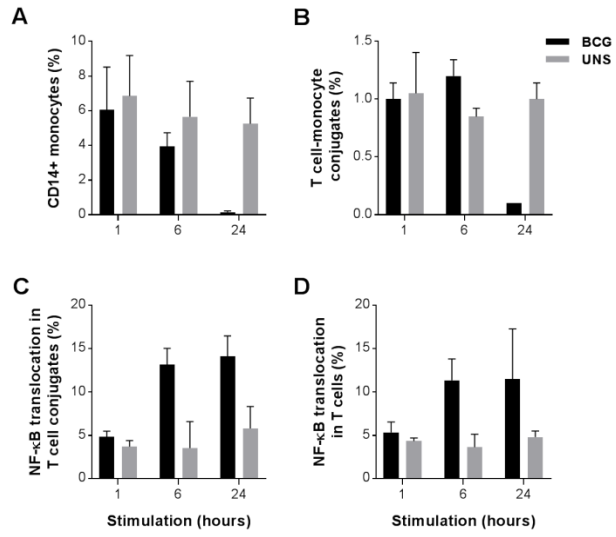 A
CD14+ monocytes (%)
10
8
6
4
2
0
1
6
24
B
T cell-monocyte
conjugates (%)
1.5
1.0
0.5
0.0
1
6
24
BCG
UNS
C
NF-κB translocation in
T cell conjugates (%)
20
15
10
5
0
1
6
24
Stimulation (hours)
D
NF-κB translocation
in T cells (%)
20
15
10
5
0
1
6
24
Stimulation (hours)